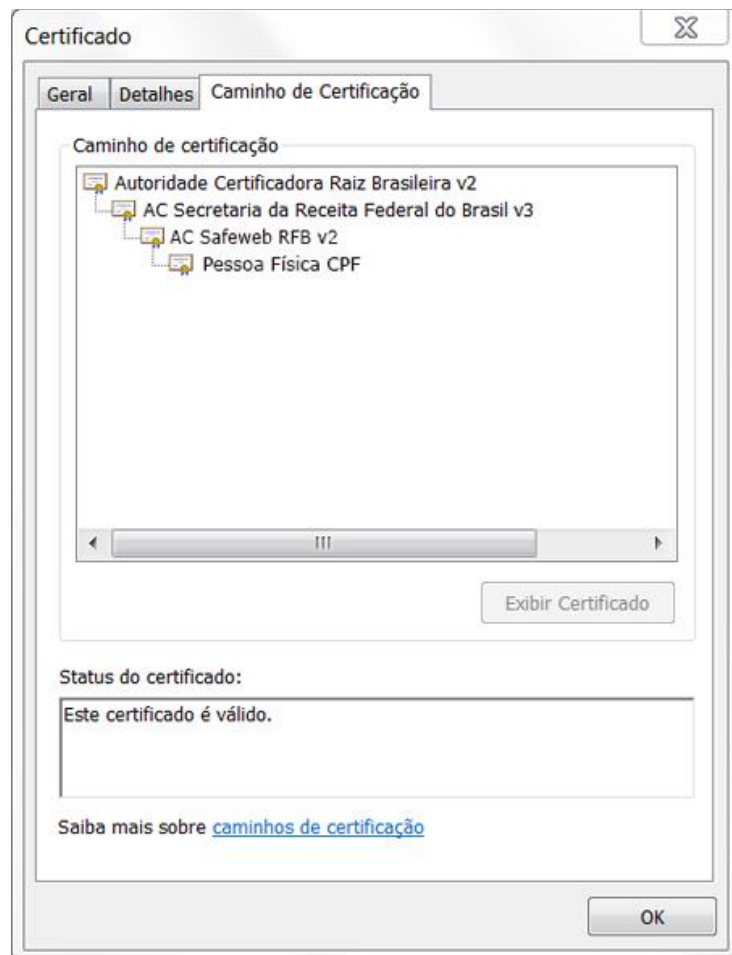 Certificado
Geral Detalhes Caminho de Certificação
Caminho de certificação
Autoridade Certificadora Raiz Brasileira v2
AC Secretaria da Receita Federal do Brasil v3
AC Safeweb RFB v2
Pessoa Física CPF
Exibir Certificado
Status do certificado:
Este certificado é válido.
Saiba mais sobre caminhos de certificação
OK